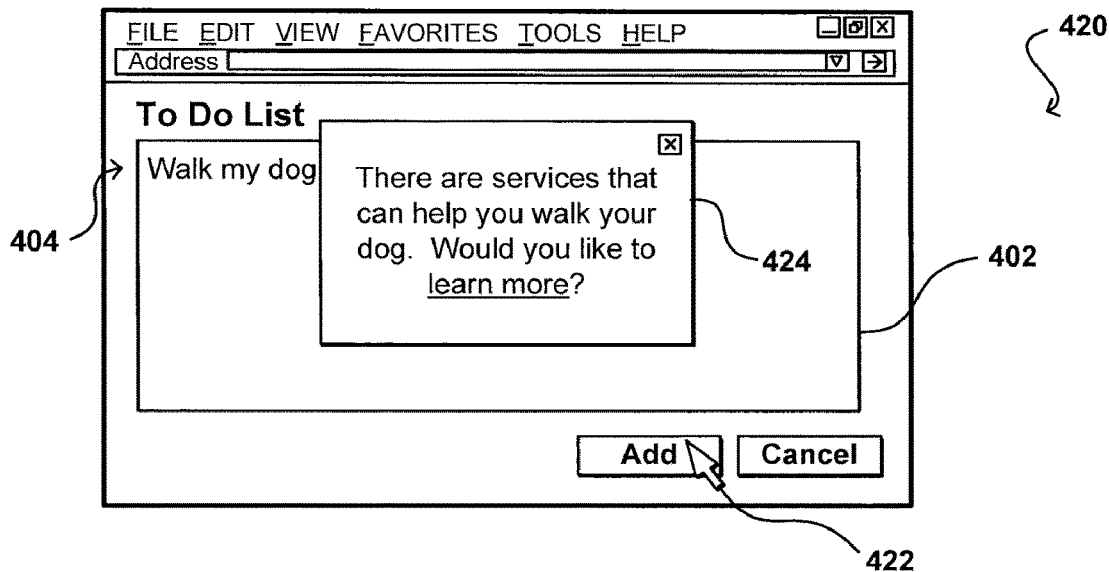 FILE EDIT VIEW FAVORITES TOOLS HELP
420
Address
To Do List
Walk my dog
There are services that
can help you walk your
dog. Would you like to
learn more?
404
424
402
Add
Cancel
422